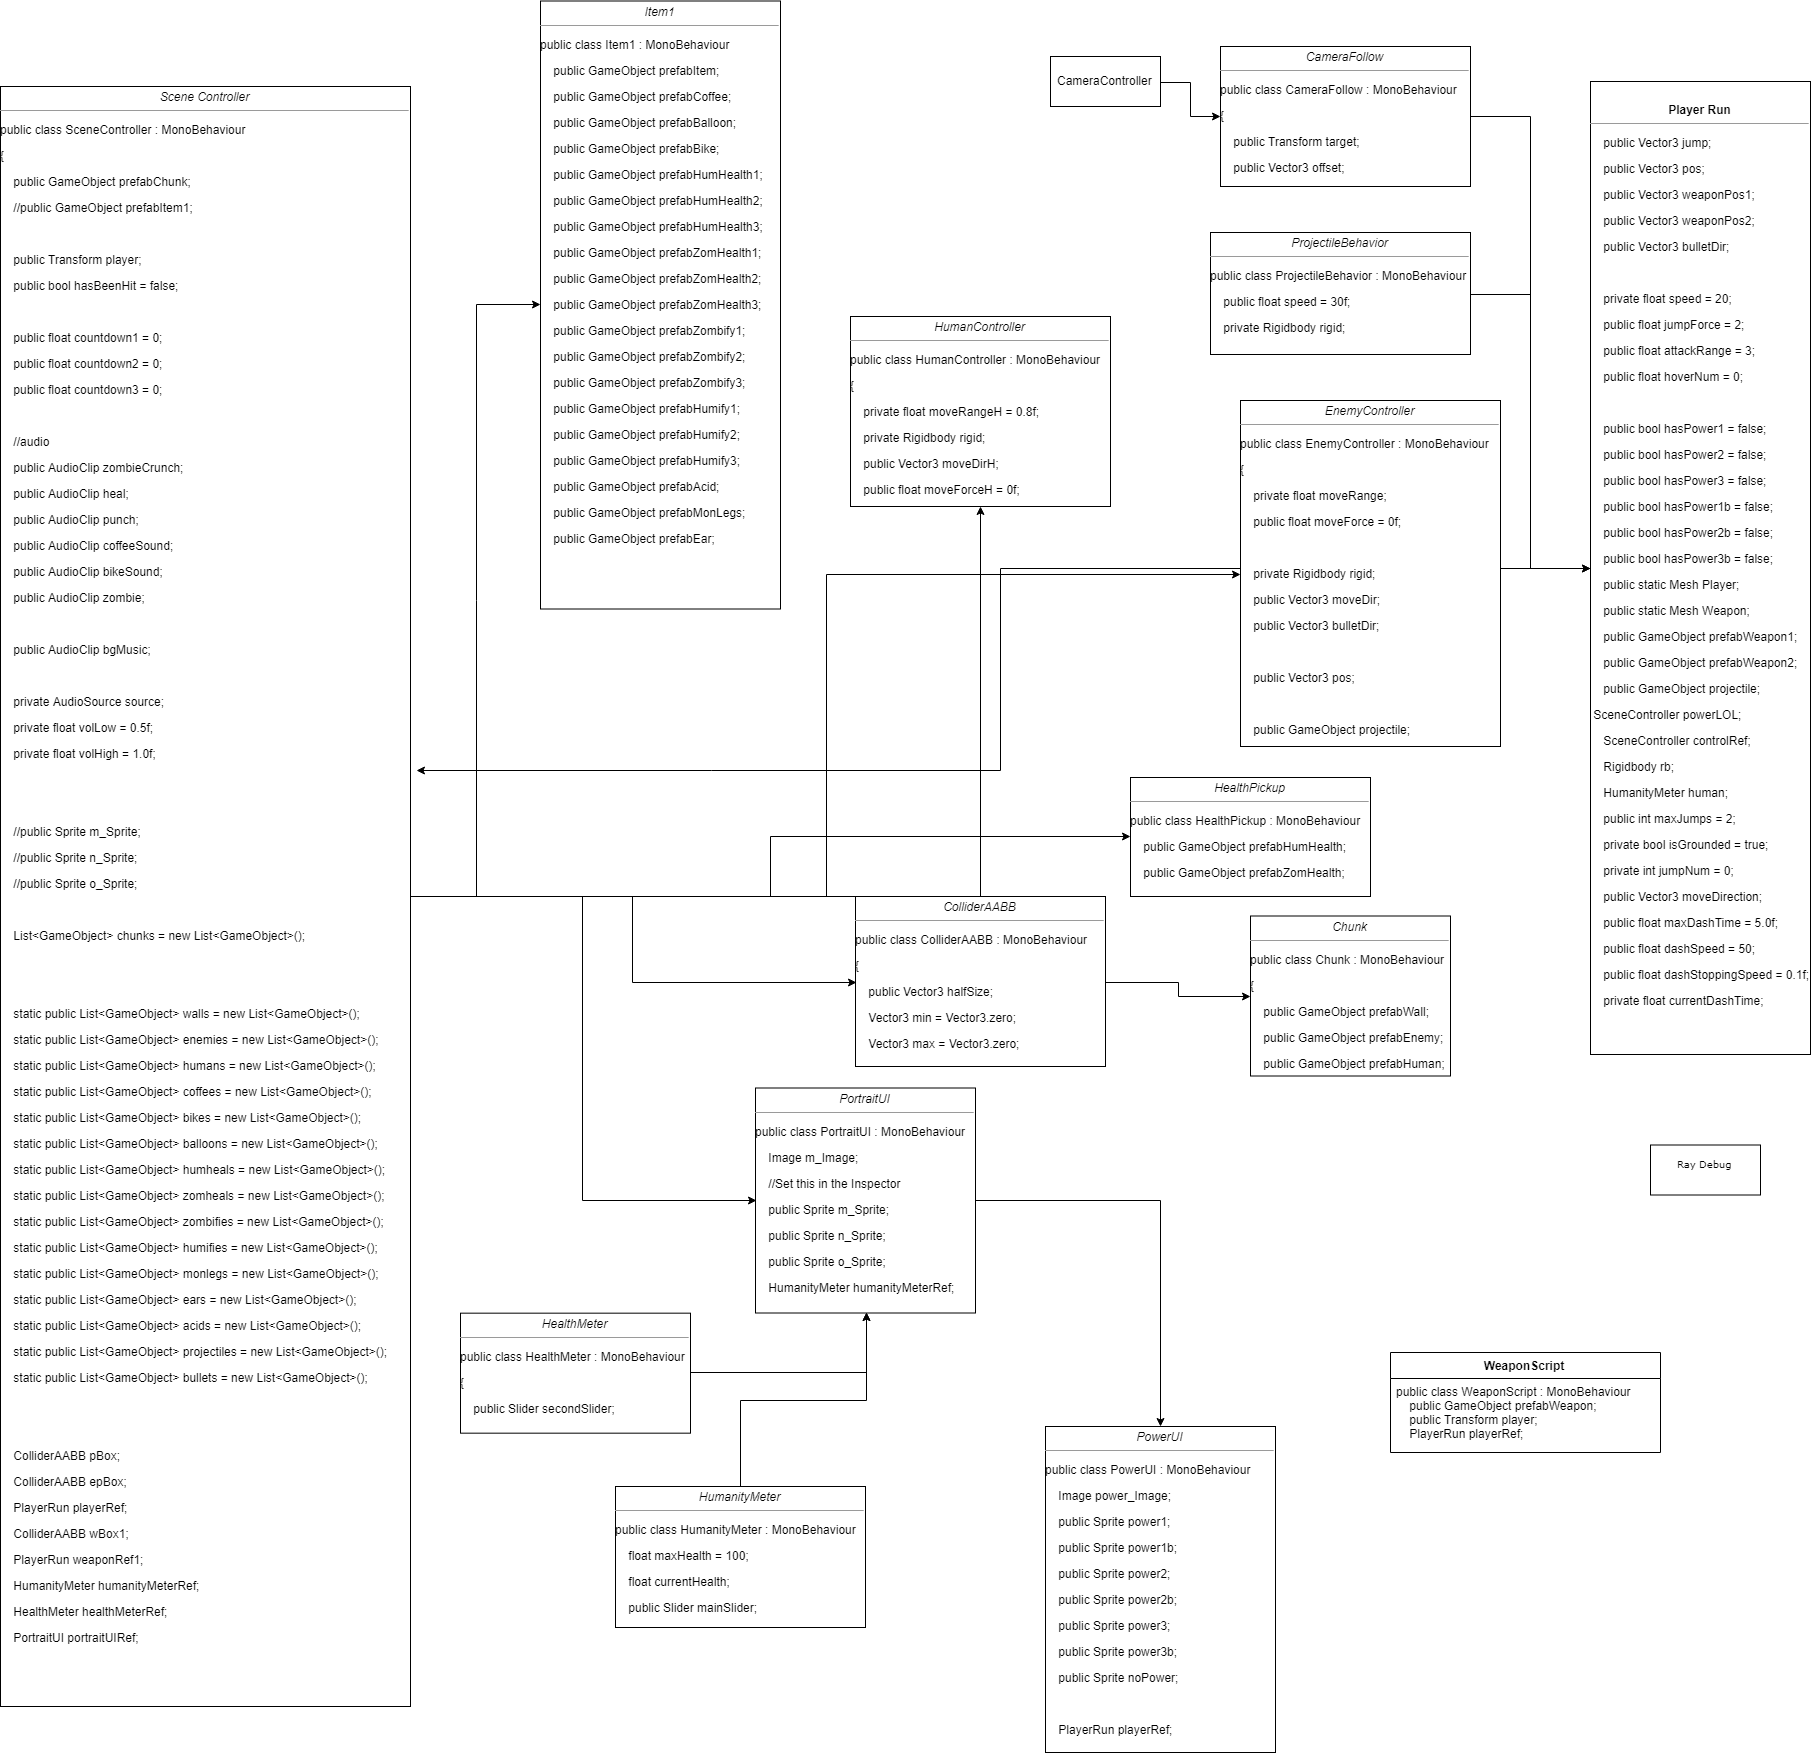 Scene Controller
public class SceneController : MonoBehaviour
{
public GameObject prefabChunk;
//public GameObject prefabItem1;
public Transform player;
public bool hasBeenHit = false;
public float countdown1 = 0;
public float countdown2 = 0;
public float countdown3 = 0;
//audio
public AudioClip zombieCrunch;
public AudioClip heal;
public AudioClip punch;
public AudioClip coffeeSound;
public AudioClip bikeSound;
public AudioClip zombie;
public AudioClip bgMusic;
private AudioSource source;
private float volLow = 0.5f;
private float volHigh = 1.0f;
//public Sprite m_Sprite;
//public Sprite n_Sprite;
//public Sprite o_Sprite;
List<GameObject> chunks = new List<GameObject>();
static public List<GameObject> walls = new List<GameObject>();
static public List<GameObject> enemies = new List<GameObject>();
static public List<GameObject> humans = new List<GameObject>();
static public List<GameObject> coffees = new List<GameObject>();
static public List<GameObject> bikes = new List<GameObject>();
static public List<GameObject> balloons = new List<GameObject>();
static public List<GameObject> humheals = new List<GameObject>();
static public List<GameObject> zomheals = new List<GameObject>();
static public List<GameObject> zombifies = new List<GameObject>();
static public List<GameObject> humifies = new List<GameObject>();
static public List<GameObject> monlegs = new List<GameObject>();
static public List<GameObject> ears = new List<GameObject>();
static public List<GameObject> acids = new List<GameObject>();
static public List<GameObject> projectiles = new List<GameObject>();
static public List<GameObject> bullets = new List<GameObject>();
ColliderAABB pBox;
ColliderAABB epBox;
PlayerRun playerRef;
ColliderAABB wBox1;
PlayerRun weaponRef1;
HumanityMeter humanityMeterRef;
HealthMeter healthMeterRef;
PortraitUI portraitUIRef;
Item1
public class Item1 : MonoBehaviour
public GameObject prefabItem;
public GameObject prefabCoffee;
public GameObject prefabBalloon;
public GameObject prefabBike;
public GameObject prefabHumHealth1;
public GameObject prefabHumHealth2;
public GameObject prefabHumHealth3;
public GameObject prefabZomHealth1;
public GameObject prefabZomHealth2;
public GameObject prefabZomHealth3;
public GameObject prefabZombify1;
public GameObject prefabZombify2;
public GameObject prefabZombify3;
public GameObject prefabHumify1;
public GameObject prefabHumify2;
public GameObject prefabHumify3;
public GameObject prefabAcid;
public GameObject prefabMonLegs;
public GameObject prefabEar;
HumanController
public class HumanController : MonoBehaviour
{
private float moveRangeH = 0.8f;
private Rigidbody rigid;
public Vector3 moveDirH;
public float moveForceH = 0f;
CameraController
CameraFollow
public class CameraFollow : MonoBehaviour
{
public Transform target;
public Vector3 offset;
ProjectileBehavior
public class ProjectileBehavior : MonoBehaviour
public float speed = 30f;
private Rigidbody rigid;
EnemyController
public class EnemyController : MonoBehaviour
{
private float moveRange;
public float moveForce = 0f;
private Rigidbody rigid;
public Vector3 moveDir;
public Vector3 bulletDir;
public Vector3 pos;
public GameObject projectile;
Player Run
public Vector3 jump;
public Vector3 pos;
public Vector3 weaponPos1;
public Vector3 weaponPos2;
public Vector3 bulletDir;
private float speed = 20;
public float jumpForce = 2;
public float attackRange = 3;
public float hoverNum = 0;
public bool hasPower1 = false;
public bool hasPower2 = false;
public bool hasPower3 = false;
public bool hasPower1b = false;
public bool hasPower2b = false;
public bool hasPower3b = false;
public static Mesh Player;
public static Mesh Weapon;
public GameObject prefabWeapon1;
public GameObject prefabWeapon2;
public GameObject projectile;
SceneController powerLOL;
SceneController controlRef;
Rigidbody rb;
HumanityMeter human;
public int maxJumps = 2;
private bool isGrounded = true;
private int jumpNum = 0;
public Vector3 moveDirection;
public float maxDashTime = 5.0f;
public float dashSpeed = 50;
public float dashStoppingSpeed = 0.1f;
private float currentDashTime;
HealthPickup
public class HealthPickup : MonoBehaviour
public GameObject prefabHumHealth;
public GameObject prefabZomHealth;
ColliderAABB
public class ColliderAABB : MonoBehaviour
{
public Vector3 halfSize;
Vector3 min = Vector3.zero;
Vector3 max = Vector3.zero;
Chunk
public class Chunk : MonoBehaviour
{
public GameObject prefabWall;
public GameObject prefabEnemy;
public GameObject prefabHuman;
PortraitUI
public class PortraitUI : MonoBehaviour
Image m_Image;
//Set this in the Inspector
public Sprite m_Sprite;
public Sprite n_Sprite;
public Sprite o_Sprite;
HumanityMeter humanityMeterRef;
Ray Debug
HealthMeter
public class HealthMeter : MonoBehaviour
{
public Slider secondSlider;
WeaponScript
public class WeaponScript : MonoBehaviour
public GameObject prefabWeapon;
public Transform player;
PlayerRun playerRef;
HumanityMeter
public class HumanityMeter : MonoBehaviour
float maxHealth = 100;
float currentHealth;
public Slider mainSlider;
PowerUI
public class PowerUI : MonoBehaviour
Image power_Image;
public Sprite power1;
public Sprite power1b;
public Sprite power2;
public Sprite power2b;
public Sprite power3;
public Sprite power3b;
public Sprite noPower;
PlayerRun playerRef;